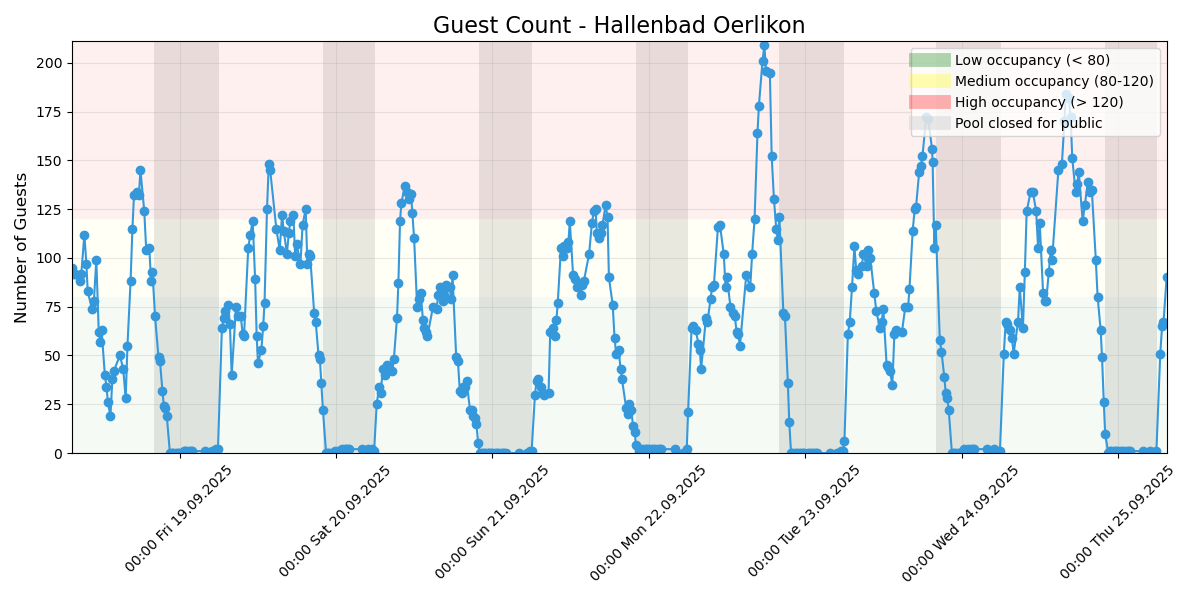 Guest Count - Hallenbad Oerlikon
Number of Guests
200
175
150
125
100
75
50
25
0
Low occupancy (< 80)
Medium occupancy (80-120)
High occupancy (> 120)
Pool closed for public
00:00 Fri 19.09.2025
00:00 Sat 20.09.2025
00:00 Sun 21.09.2025
00:00 Mon 22.09.2025
00:00 Tue 23.09.2025
00:00 Wed 24.09.2025
00:00 Thu 25.09.2025